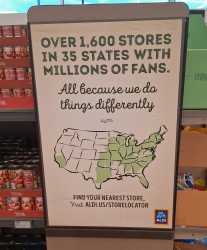 OVER 1,600 STORES
IN 35 STATES WITH
MILLIONS OF FANS.
All because we do
things differently
FIND YOUR NEAREST STORE.
Visit ALDI.US/STORELOCATOR
ALDI